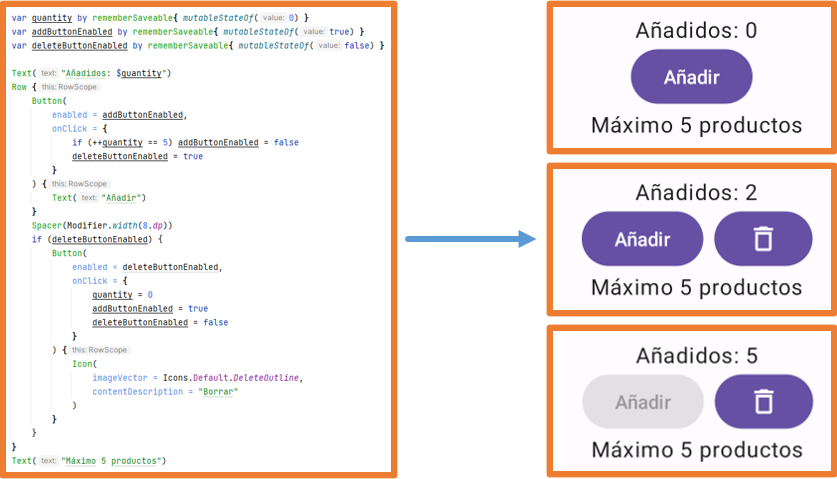 var quantity by rememberSaveable{ mutableStateOf( value: 0) }
var addButtonEnabled by rememberSaveable{ mutableStateOf( value: true) }
var deleteButtonEnabled by rememberSaveable{ mutableStateOf( value: false) }
Text( text: "Añadidos: $quantity")
Row { this: RowScope
Button(
enabled = addButtonEnabled,
onClick = {
if (++quantity == 5) addButtonEnabled = false
deleteButtonEnabled = true
}
) { this: RowScope
Text( text: "Añadir")
}
Spacer(Modifier.width(8.dp))
if (deleteButtonEnabled) {
Button(
enabled = deleteButtonEnabled,
onClick = {
quantity = 0
addButtonEnabled = true
deleteButtonEnabled = false
}
) { this: RowScope
Icon(
imageVector = Icons.Default.DeleteOutline,
contentDescription = "Borrar"
)
}
}
}
Text( text: "Máximo 5 productos")
Añadidos: 0
Añadir
Máximo 5 productos
Añadidos: 2
Añadir
Máximo 5 productos
Añadidos: 5
Añadir
Máximo 5 productos